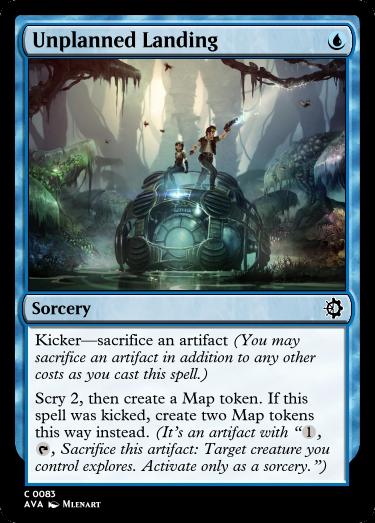 Unplanned Landing
Sorcery
Kicker—sacrifice an artifact (You may
sacrifice an artifact in addition to any other
costs as you cast this spell.)
Scry 2, then create a Map token. If this
spell was kicked, create two Map tokens
this way instead. (It's an artifact with “1,
, Sacrifice this artifact: Target creature you
control explores. Activate only as a sorcery.”)
C 0083
AVA Mlenart